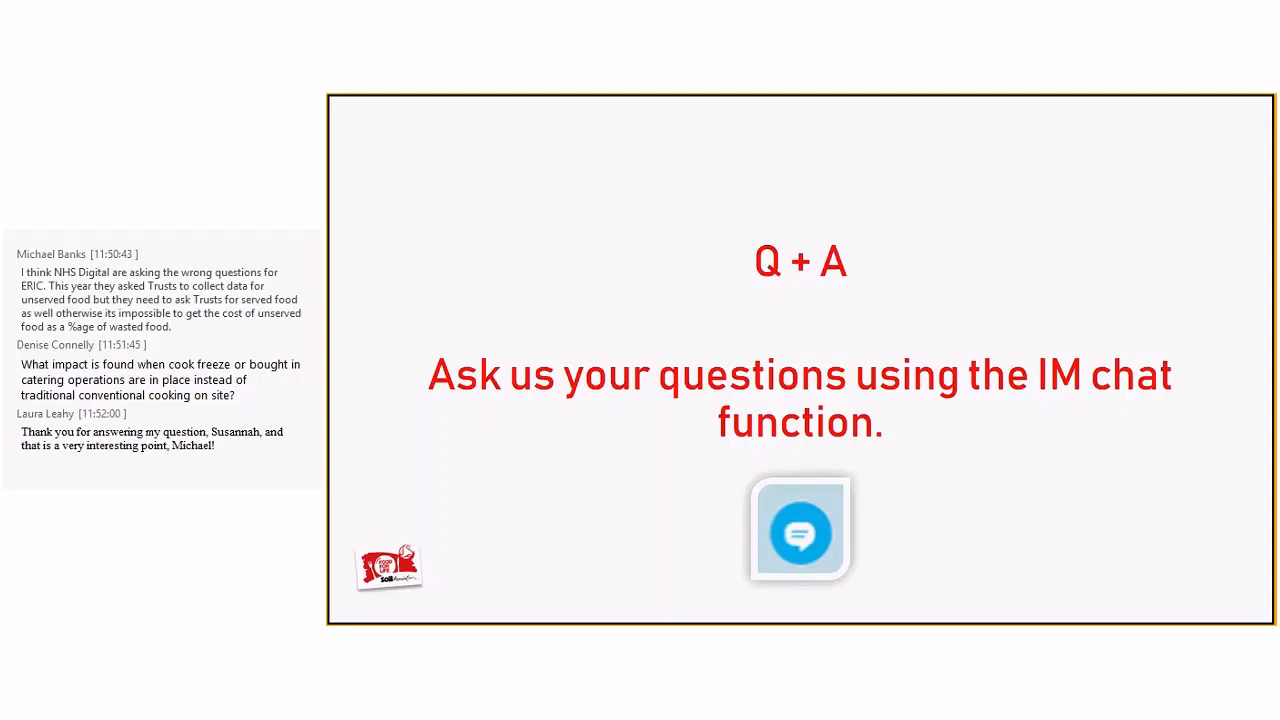 Michael Banks [11:50:43 ]
I think NHS Digital are asking the wrong questions for
ERIC. This year they asked Trusts to collect data for
unserved food but they need to ask Trusts for served food
as well otherwise its impossible to get the cost of unserved
food as a %age of wasted food.
Denise Connelly [11:51:45 ]
What impact is found when cook freeze or bought in
catering operations are in place instead of
traditional conventional cooking on site?
Laura Leahy [11:52:00 ]
Thank you for answering my question, Susannah, and
that is a very interesting point, Michael!
Q + A
Ask us your questions using the IM chat
function.
FOOD
FOR
LIFE
Soil Association